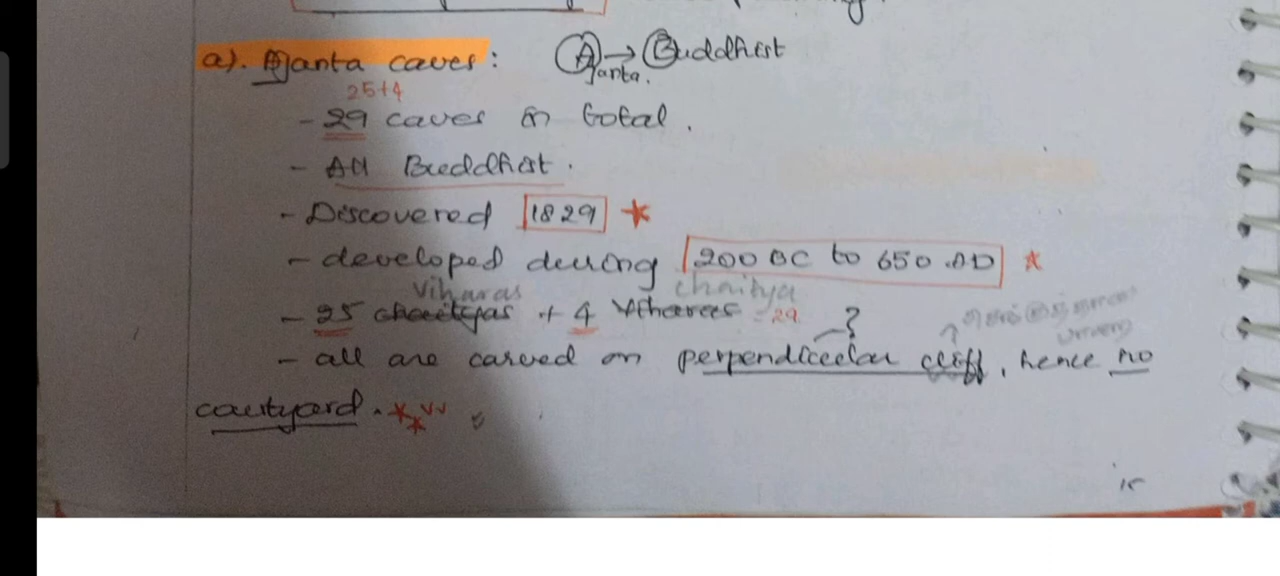 a). Ajanta caves: Ajanta. → Buddhist
25+4
- 29 caves in total.
- All Buddhist.
- Discovered 1829 *
- developed during 200 BC to 650 AD *
Viharas chaitya
- 25 chaityas + 4 Viharas = 29
?
- all are carved on perpendicular cliff, hence no
courtyard. **